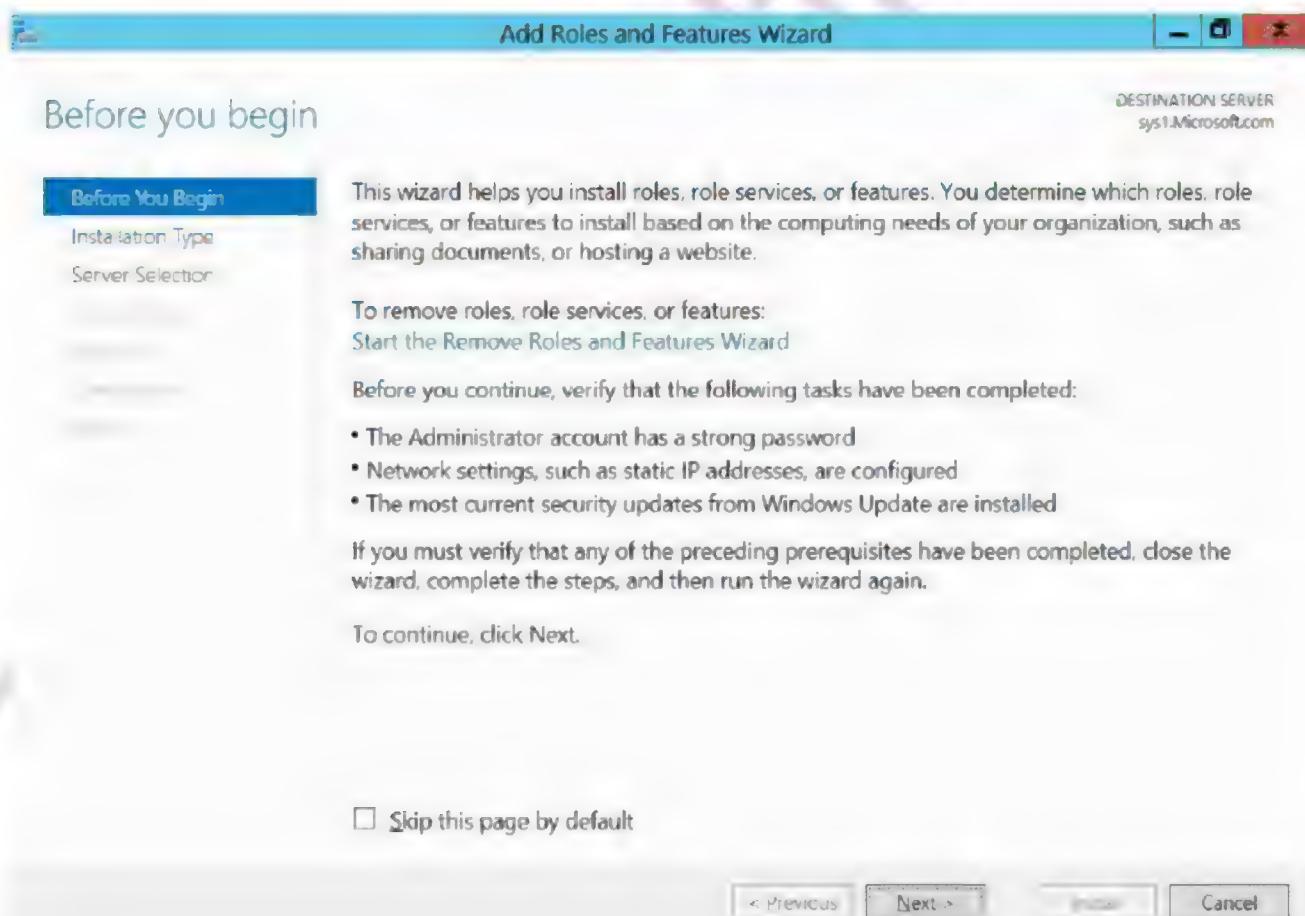 Add Roles and Features Wizard
Before you begin
DESTINATION SERVER
sys1.Microsoft.com
Before You Begin
Installation Type
Server Selection
This wizard helps you install roles, role services, or features. You determine which roles, role
services, or features to install based on the computing needs of your organization, such as
sharing documents, or hosting a website.
To remove roles, role services, or features:
Start the Remove Roles and Features Wizard
Before you continue, verify that the following tasks have been completed:
• The Administrator account has a strong password
• Network settings, such as static IP addresses, are configured
• The most current security updates from Windows Update are installed
If you must verify that any of the preceding prerequisites have been completed, close the
wizard, complete the steps, and then run the wizard again.
To continue, click Next.
Skip this page by default
< Previous
Next >
Install
Cancel